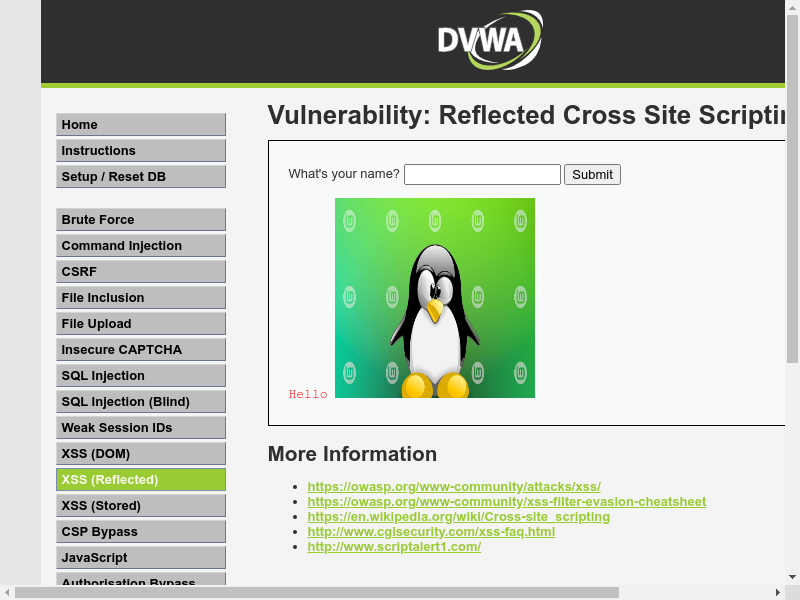 DVWA
Home
Instructions
Setup / Reset DB
Brute Force
Command Injection
CSRF
File Inclusion
File Upload
Insecure CAPTCHA
SQL Injection
SQL Injection (Blind)
Weak Session IDs
XSS (DOM)
XSS (Reflected)
XSS (Stored)
CSP Bypass
JavaScript
Authorisation Bypass
Vulnerability: Reflected Cross Site Scriptin
What's your name? Submit
Hello
More Information
https://owasp.org/www-community/attacks/xss/
https://owasp.org/www-community/xss-filter-evasion-cheatsheet
https://en.wikipedia.org/wiki/Cross-site_scripting
http://www.cgisecurity.com/xss-faq.html
http://www.scriptalert1.com/